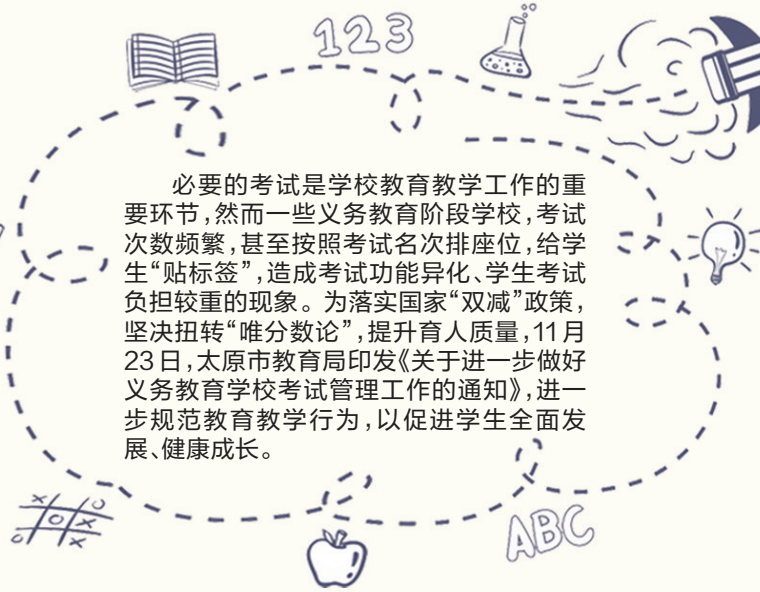 123
必要的考试是学校教育教学工作的重
要环节，然而一些义务教育阶段学校，考试
次数频繁，甚至按照考试名次排座位，给学
生“贴标签”，造成考试功能异化、学生考试
负担较重的现象。为落实国家“双减”政策，
坚决扭转“唯分数论”，提升育人质量，11月
23日，太原市教育局印发《关于进一步做好
义务教育学校考试管理工作的通知》，进一
步规范教育教学行为，以促进学生全面发
展、健康成长。
ABC